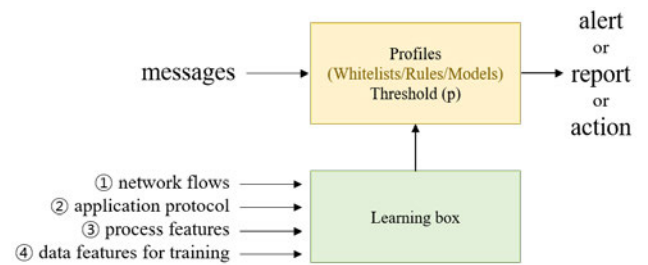 messages
Profiles
(Whitelists/Rules/Models)
Threshold (p)
alert
or
report
or
action
① network flows
② application protocol
③ process features
④ data features for training
Learning box